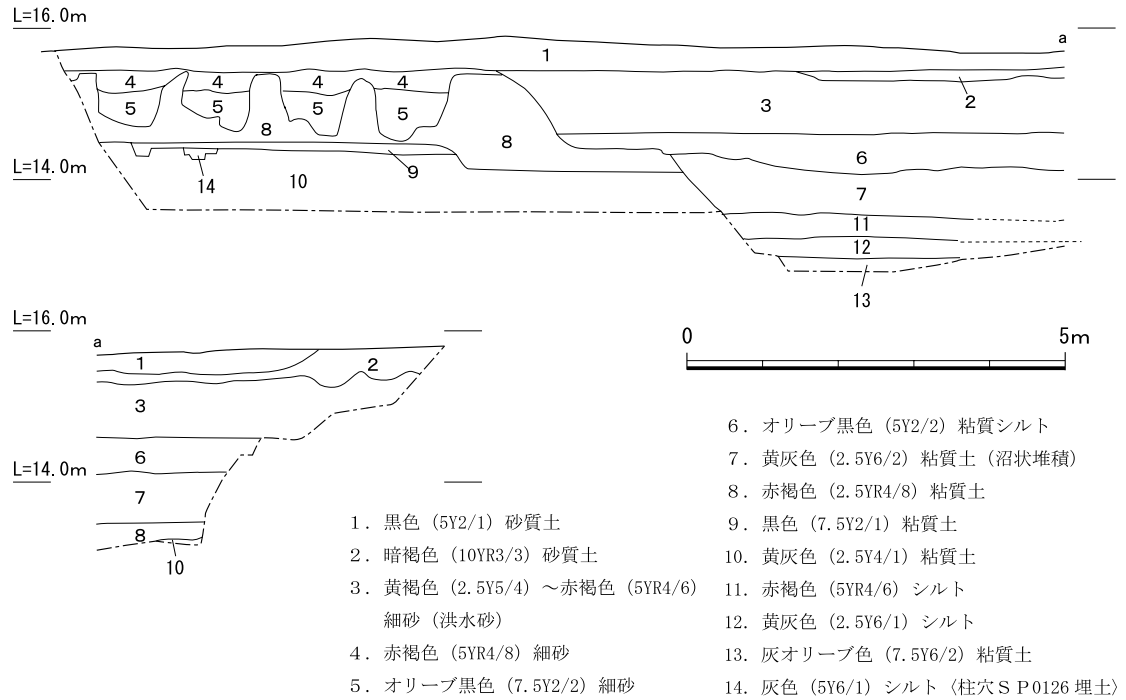 L=16.0m
a
1
4 4 4 4
2
5 5 5 5
3
8
8
6
L=14.0m
14
10
9
7
11
12
13
L=16.0m
a
1
2
3
L=14.0m
6
7
8
10
0 5m
1．黒色（5Y2/1）砂質土
2．暗褐色（10YR3/3）砂質土
3．黄褐色（2.5Y5/4）～赤褐色（5YR4/6）
細砂（洪水砂）
4．赤褐色（5YR4/8）細砂
5．オリーブ黒色（7.5Y2/2）細砂
6．オリーブ黒色（5Y2/2）粘質シルト
7．黄灰色（2.5Y6/2）粘質土（沼状堆積）
8．赤褐色（2.5YR4/8）粘質土
9．黒色（7.5Y2/1）粘質土
10．黄灰色（2.5Y4/1）粘質土
11．赤褐色（5YR4/6）シルト
12．黄灰色（2.5Y6/1）シルト
13．灰オリーブ色（7.5Y6/2）粘質土
14．灰色（5Y6/1）シルト〈柱穴ＳＰ0126埋土〉